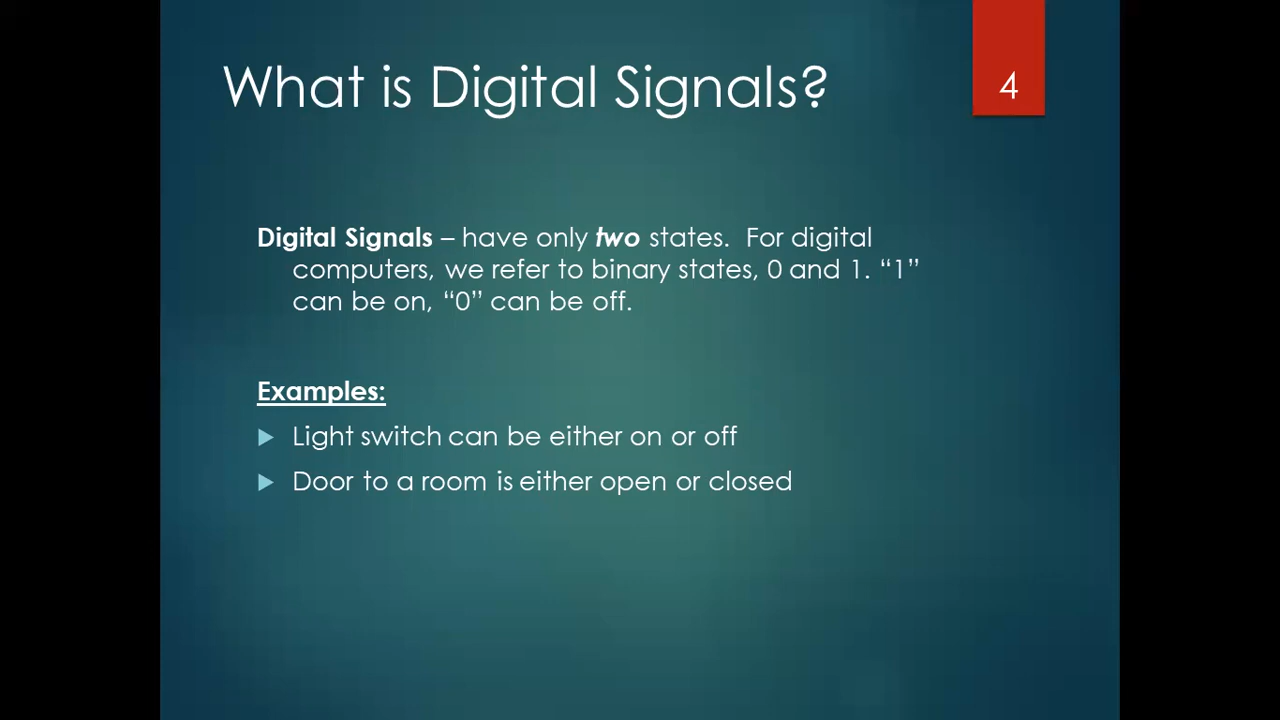 What is Digital Signals?
4
Digital Signals – have only two states. For digital
computers, we refer to binary states, 0 and 1. “1”
can be on, “0” can be off.
Examples:
Light switch can be either on or off
Door to a room is either open or closed